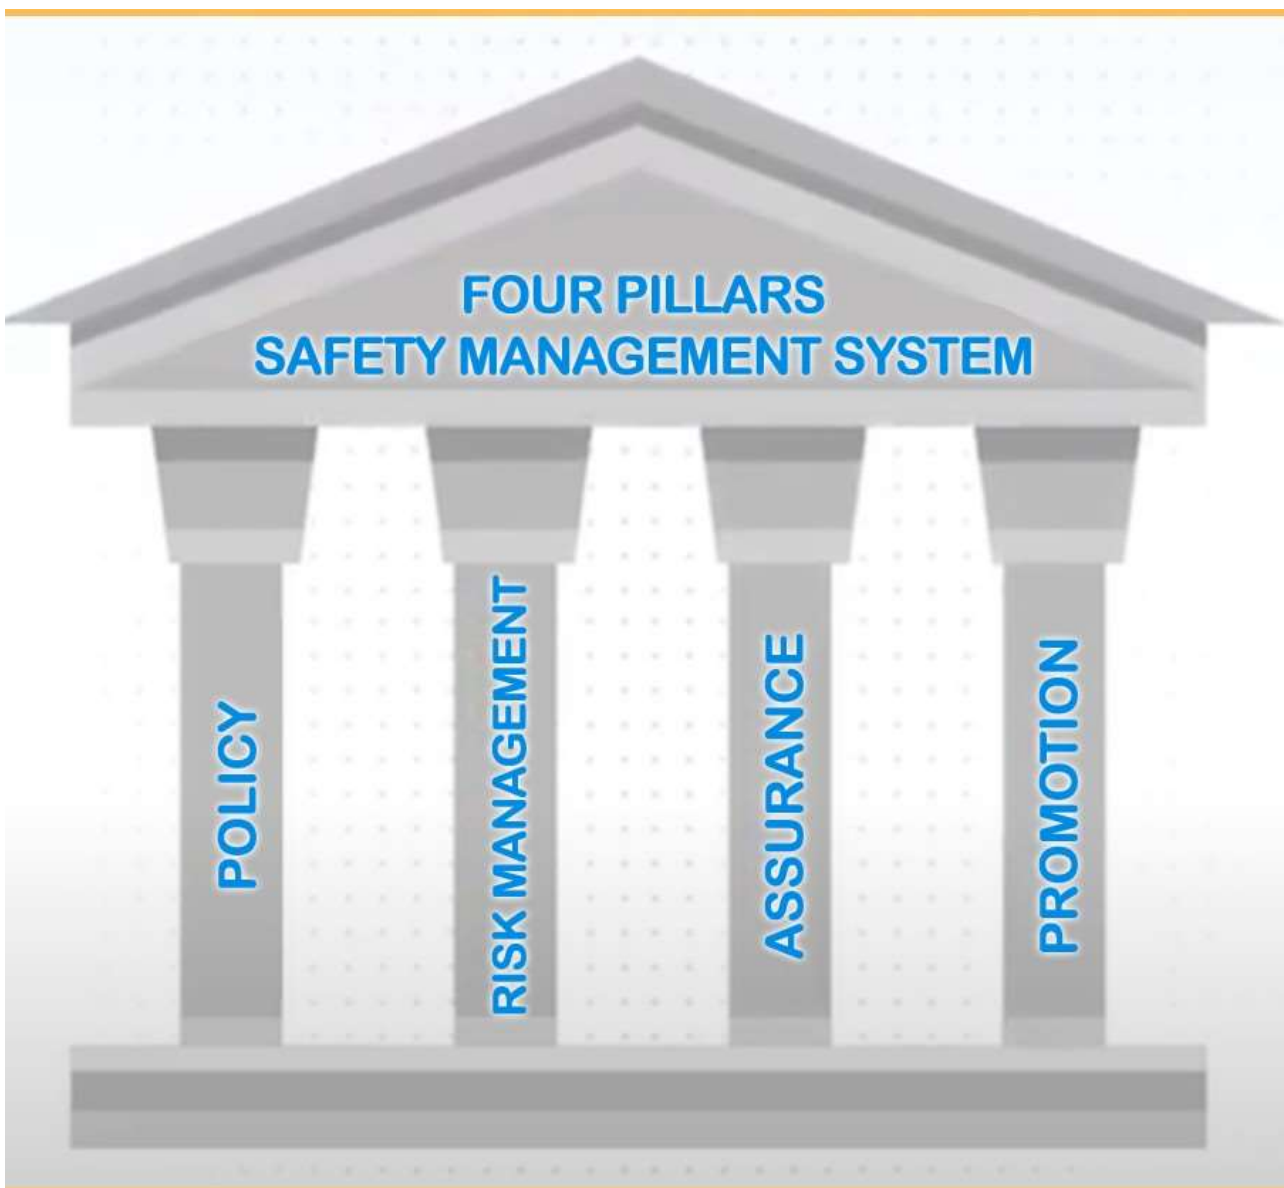 FOUR PILLARS
SAFETY MANAGEMENT SYSTEM
POLICY
RISK MANAGEMENT
ASSURANCE
PROMOTION